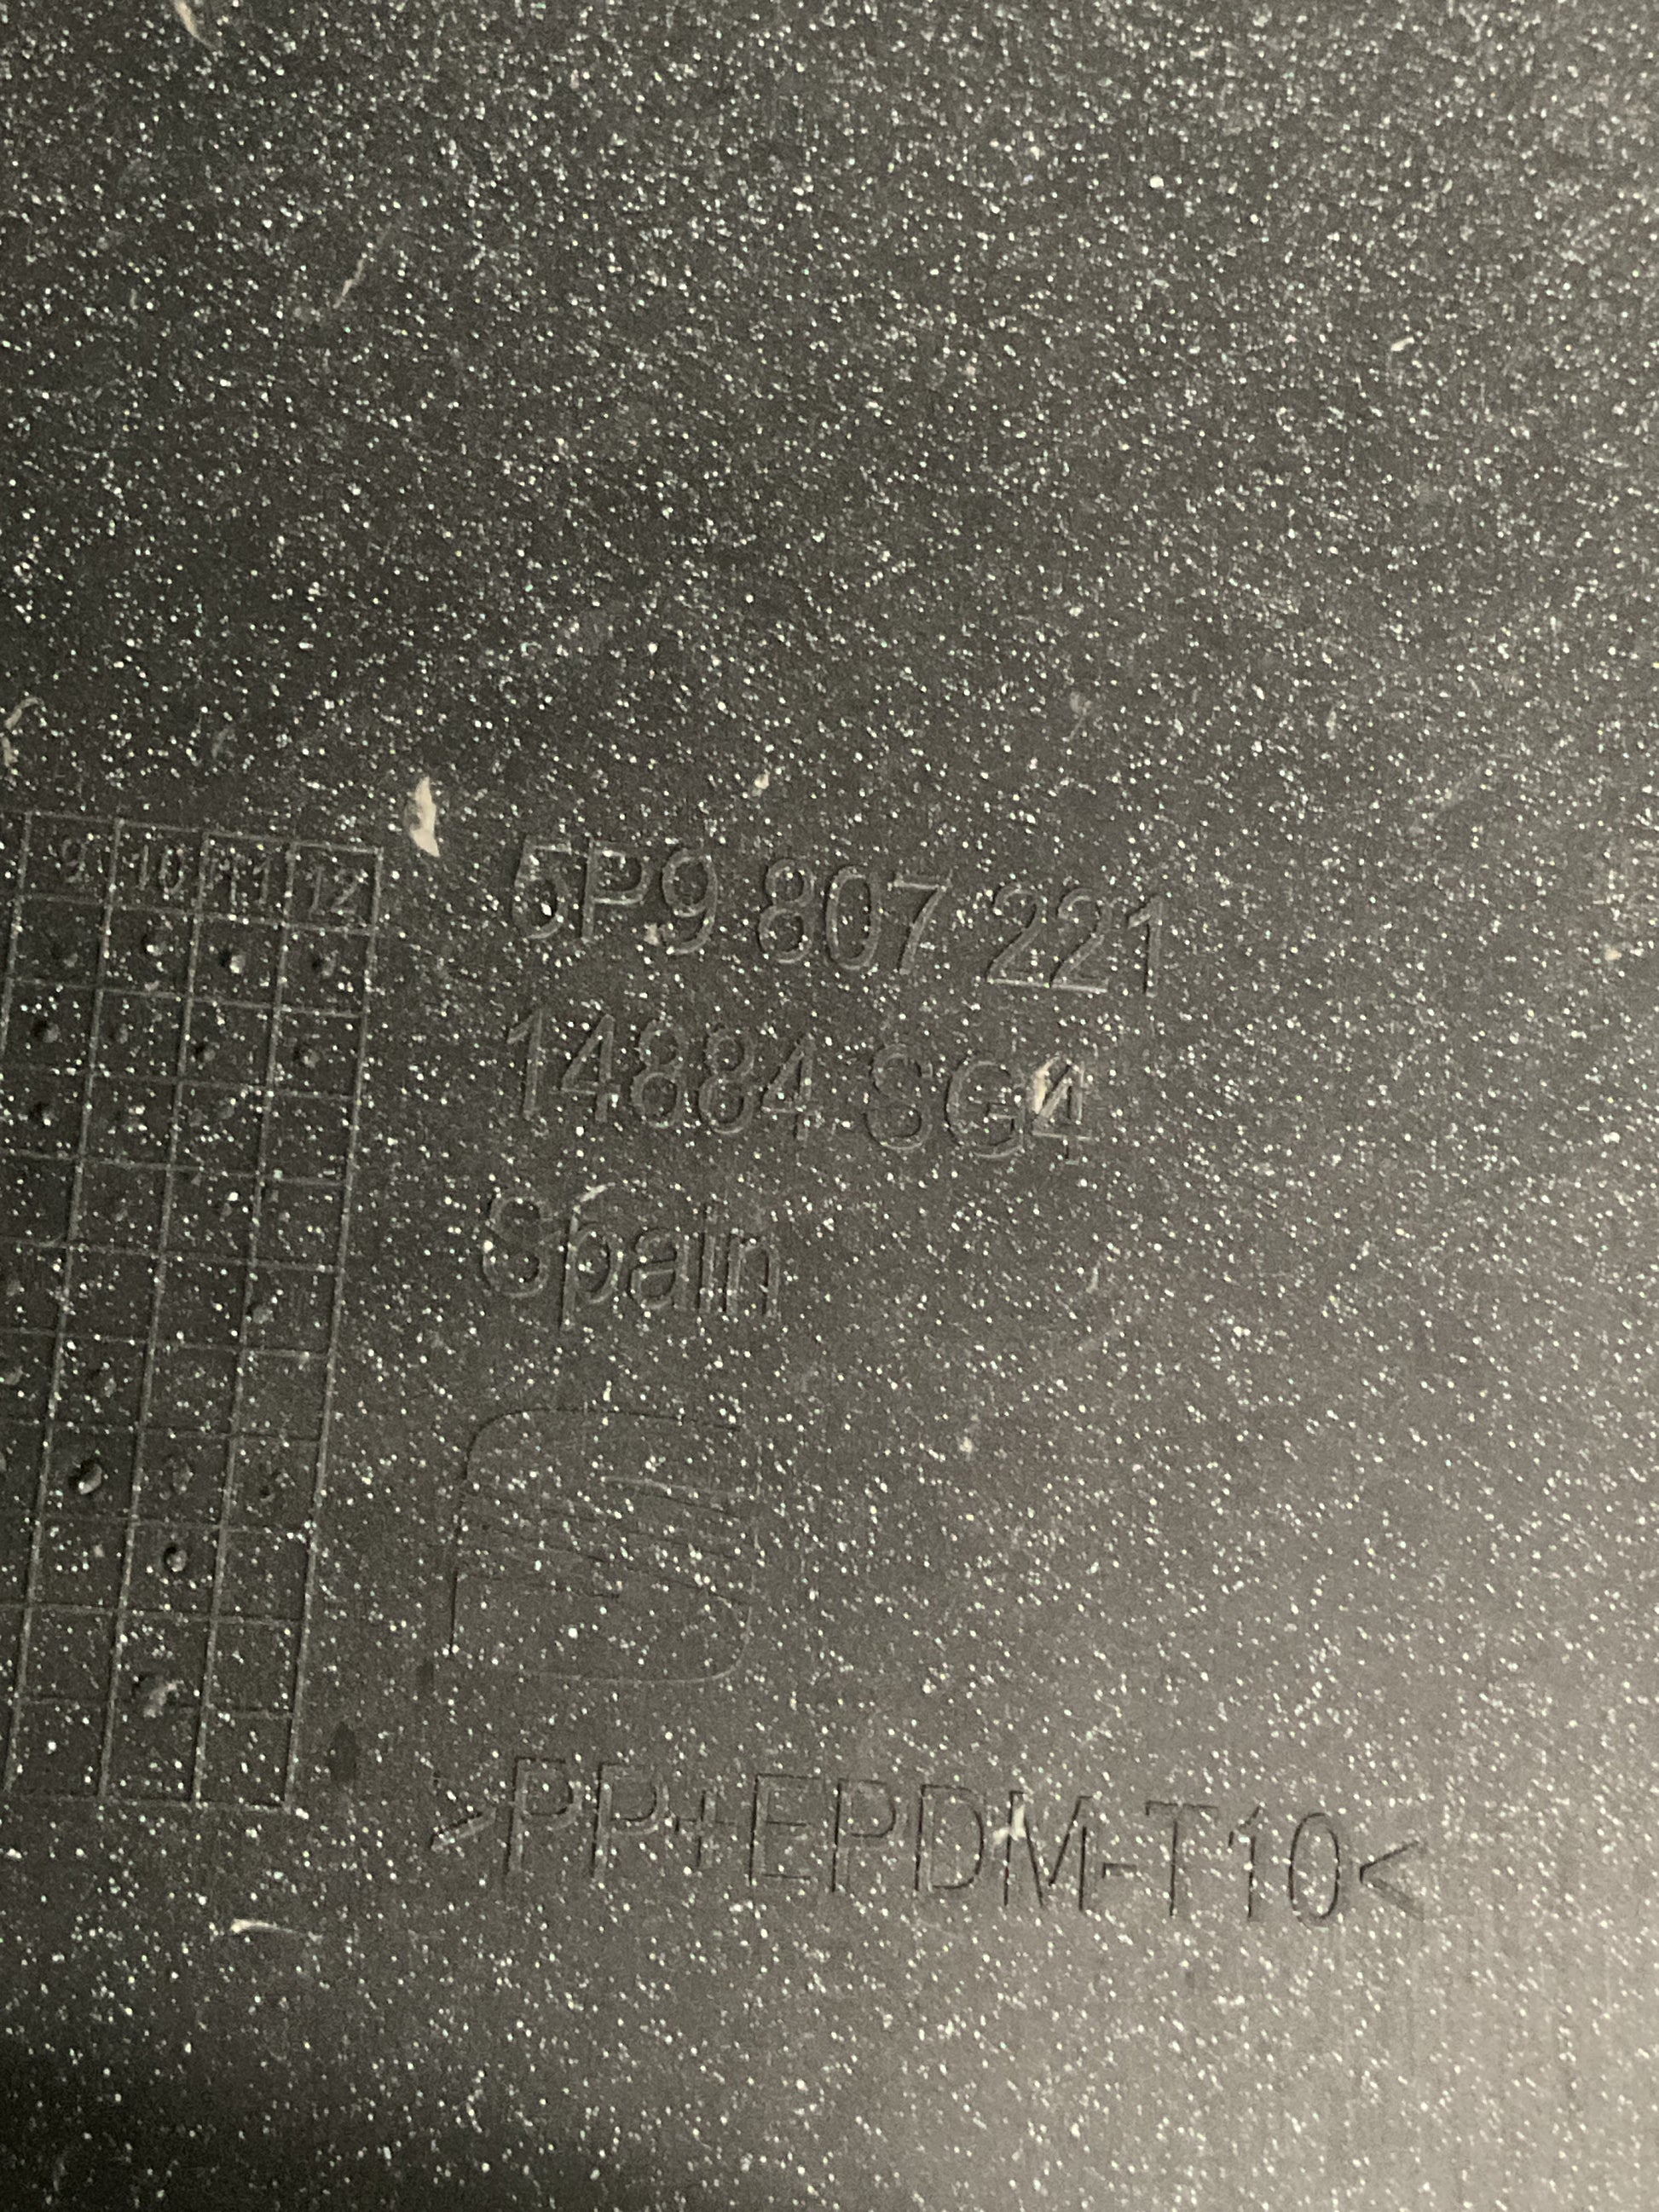 9 10 11 12
5P9 807 221
14884 SG4
Spain
>PP+EPDM-T10<